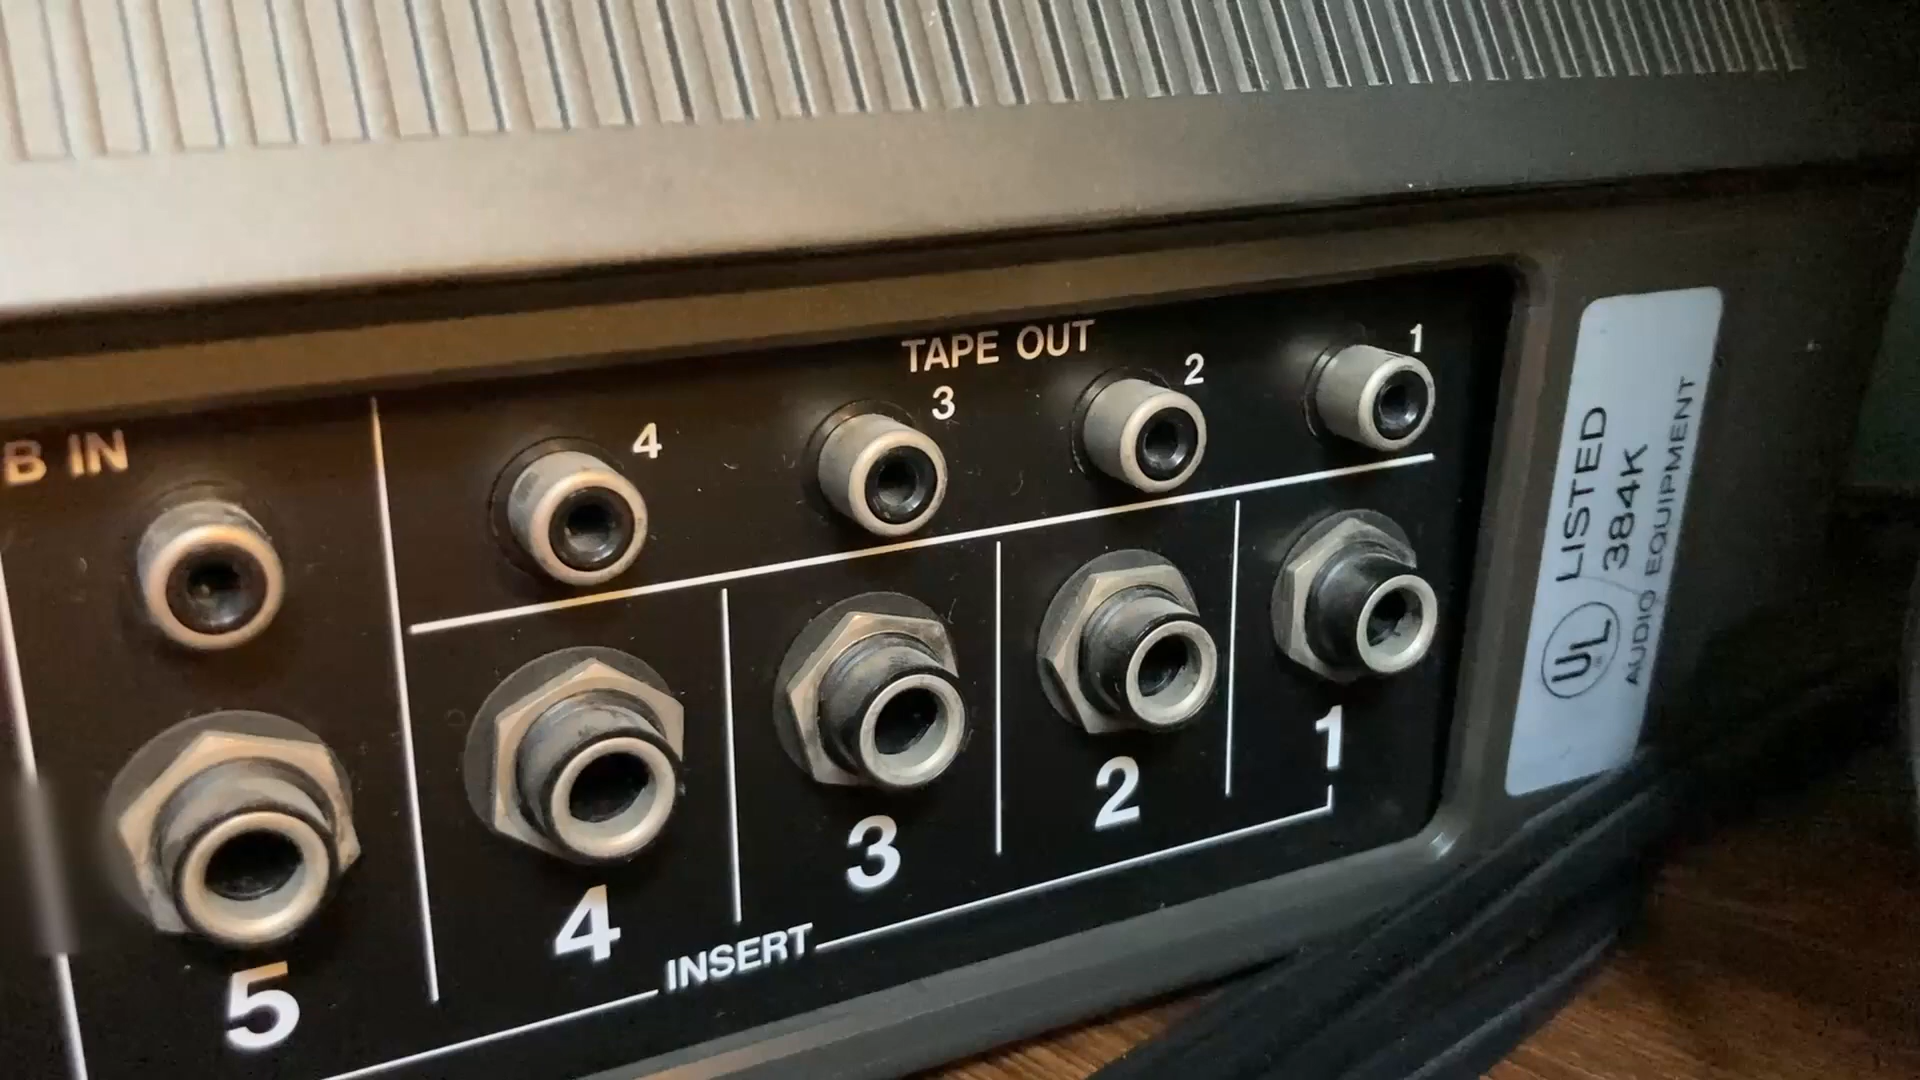 TAPE OUT
4
3
2
1
B IN
5
4
3
2
1
INSERT
UL LISTED
384K
AUDIO EQUIPMENT